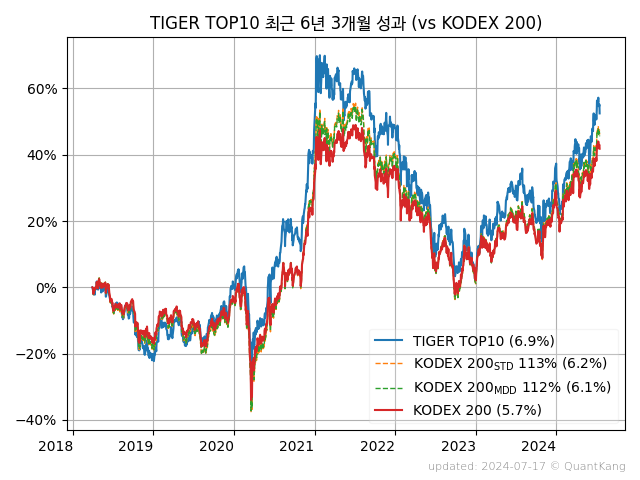 TIGER TOP10 최근 6년 3개월 성과 (vs KODEX 200)
60%
40%
20%
0%
−20%
−40%
TIGER TOP10 (6.9%)
KODEX 200STD 113% (6.2%)
KODEX 200MDD 112% (6.1%)
KODEX 200 (5.7%)
2018 2019 2020 2021 2022 2023 2024
updated: 2024-07-17 © QuantKang